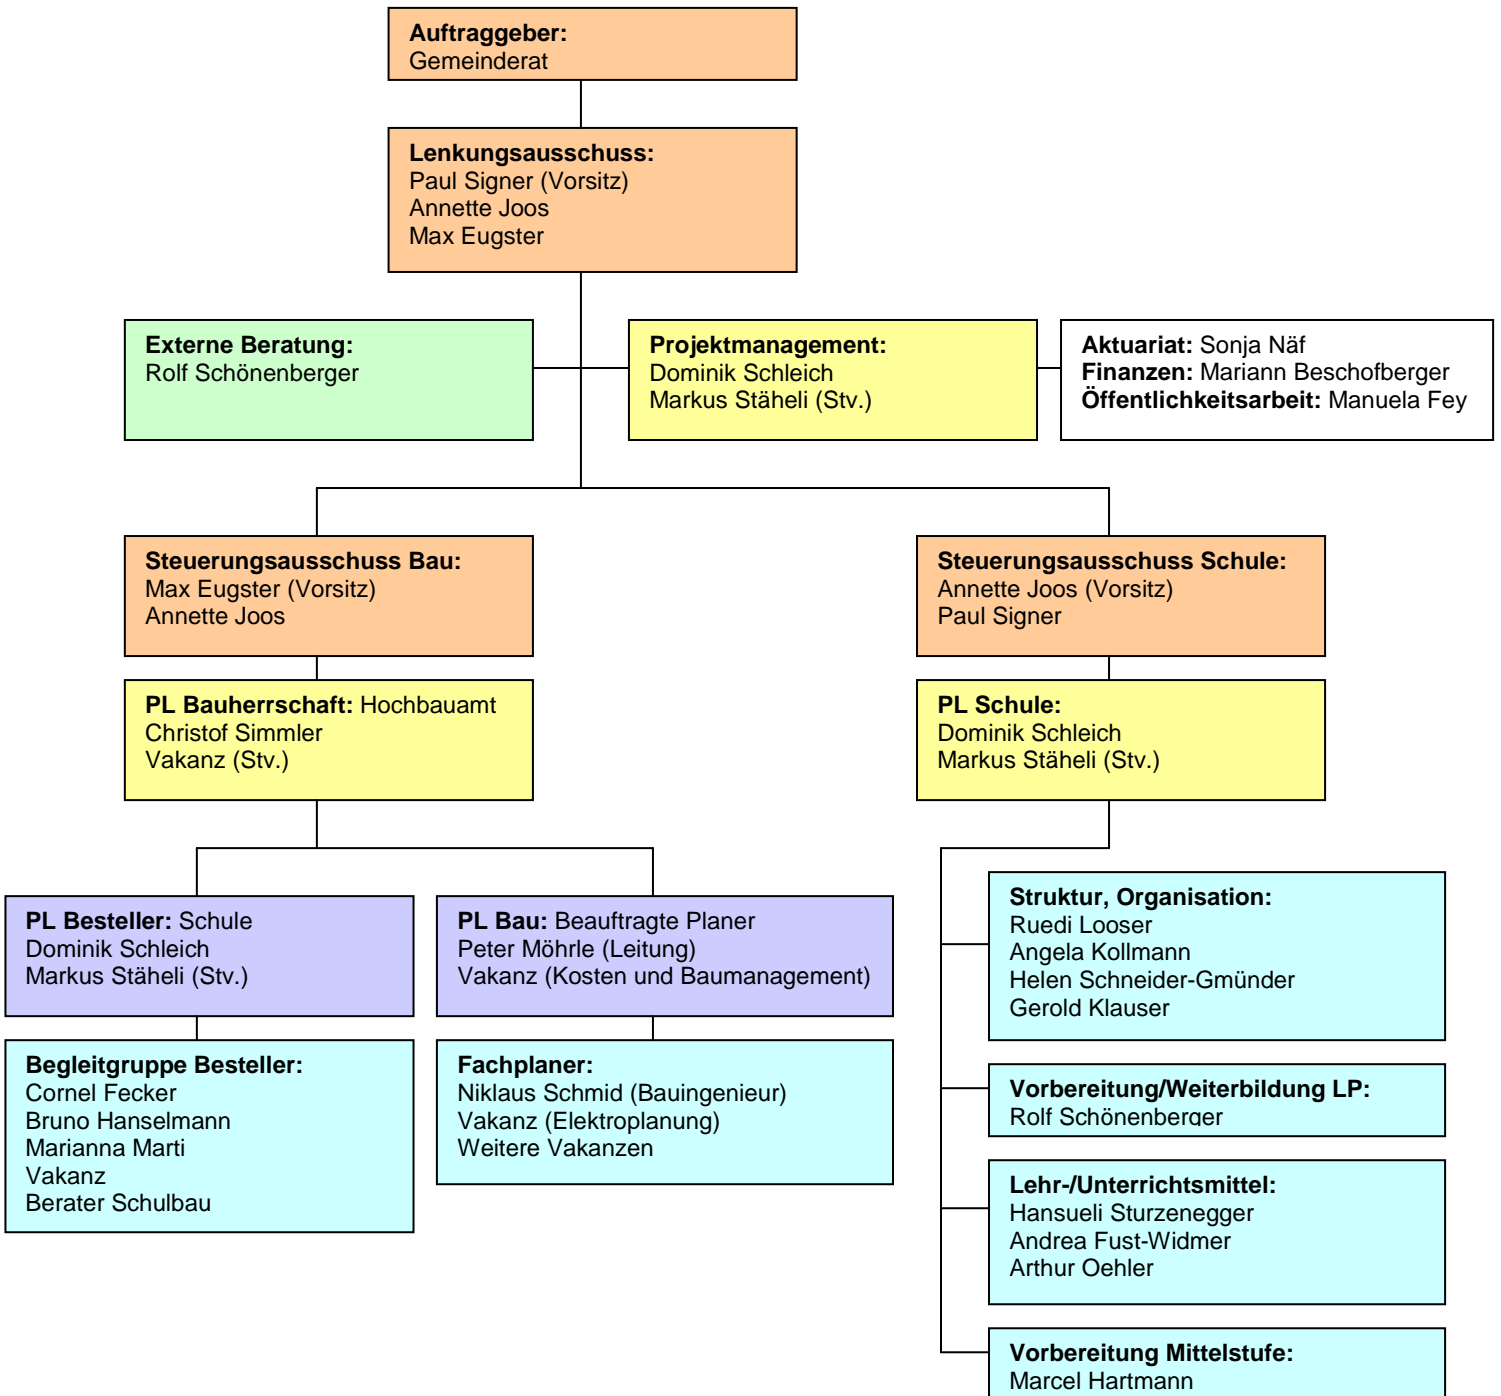 Auftraggeber:
Gemeinderat
Lenkungsausschuss:
Paul Signer (Vorsitz)
Annette Joos
Max Eugster
Externe Beratung:
Rolf Schönenberger
Projektmanagement:
Dominik Schleich
Markus Stäheli (Stv.)
Aktuariat: Sonja Näf
Finanzen: Mariann Beschofberger
Öffentlichkeitsarbeit: Manuela Fey
Steuerungsausschuss Bau:
Max Eugster (Vorsitz)
Annette Joos
Steuerungsausschuss Schule:
Annette Joos (Vorsitz)
Paul Signer
PL Bauherrschaft: Hochbauamt
Christof Simmler
Vakanz (Stv.)
PL Schule:
Dominik Schleich
Markus Stäheli (Stv.)
PL Besteller: Schule
Dominik Schleich
Markus Stäheli (Stv.)
PL Bau: Beauftragte Planer
Peter Möhrle (Leitung)
Vakanz (Kosten und Baumanagement)
Begleitgruppe Besteller:
Cornel Fecker
Bruno Hanselmann
Marianna Marti
Vakanz
Berater Schulbau
Fachplaner:
Niklaus Schmid (Bauingenieur)
Vakanz (Elektroplanung)
Weitere Vakanzen
Struktur, Organisation:
Ruedi Looser
Angela Kollmann
Helen Schneider-Gmünder
Gerold Klauser
Vorbereitung/Weiterbildung LP:
Rolf Schönenberger
Lehr-/Unterrichtsmittel:
Hansueli Sturzenegger
Andrea Fust-Widmer
Arthur Oehler
Vorbereitung Mittelstufe:
Marcel Hartmann